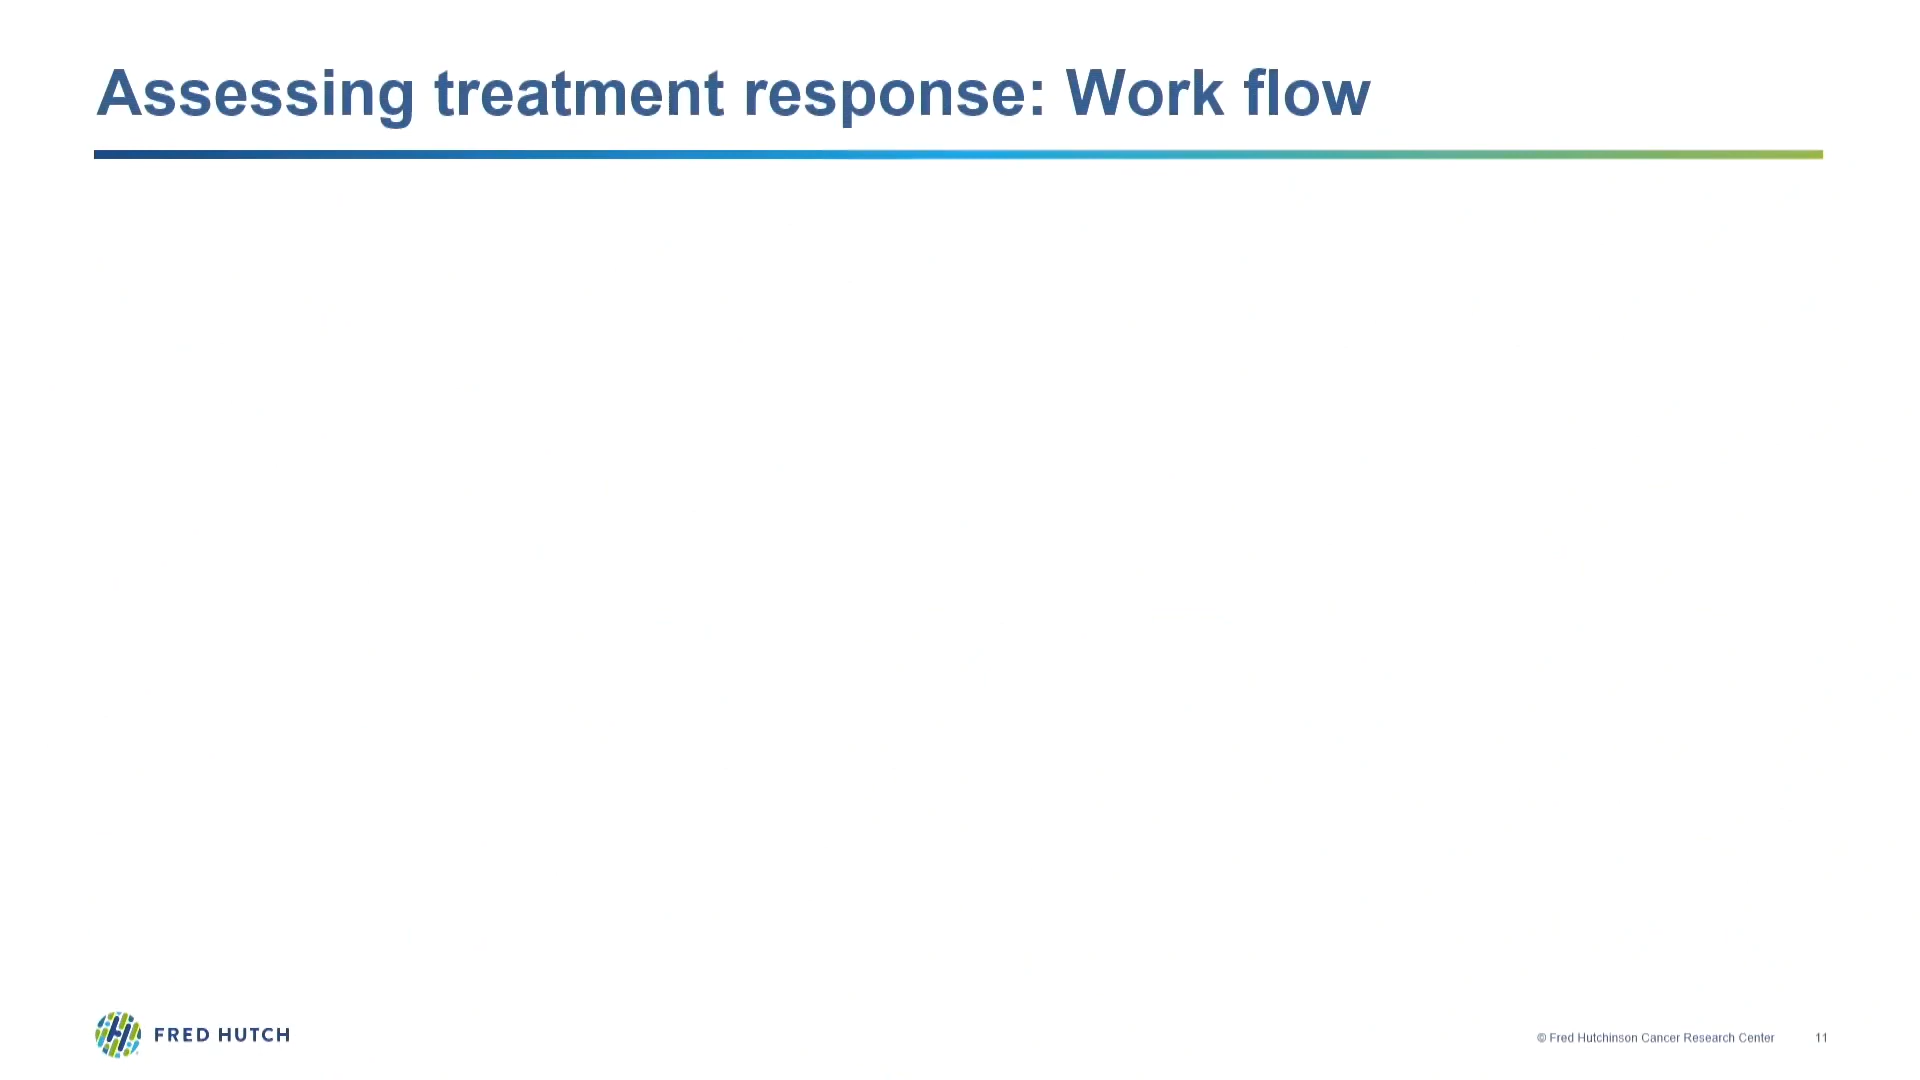 Assessing treatment response: Work flow
FRED HUTCH
© Fred Hutchinson Cancer Research Center 11